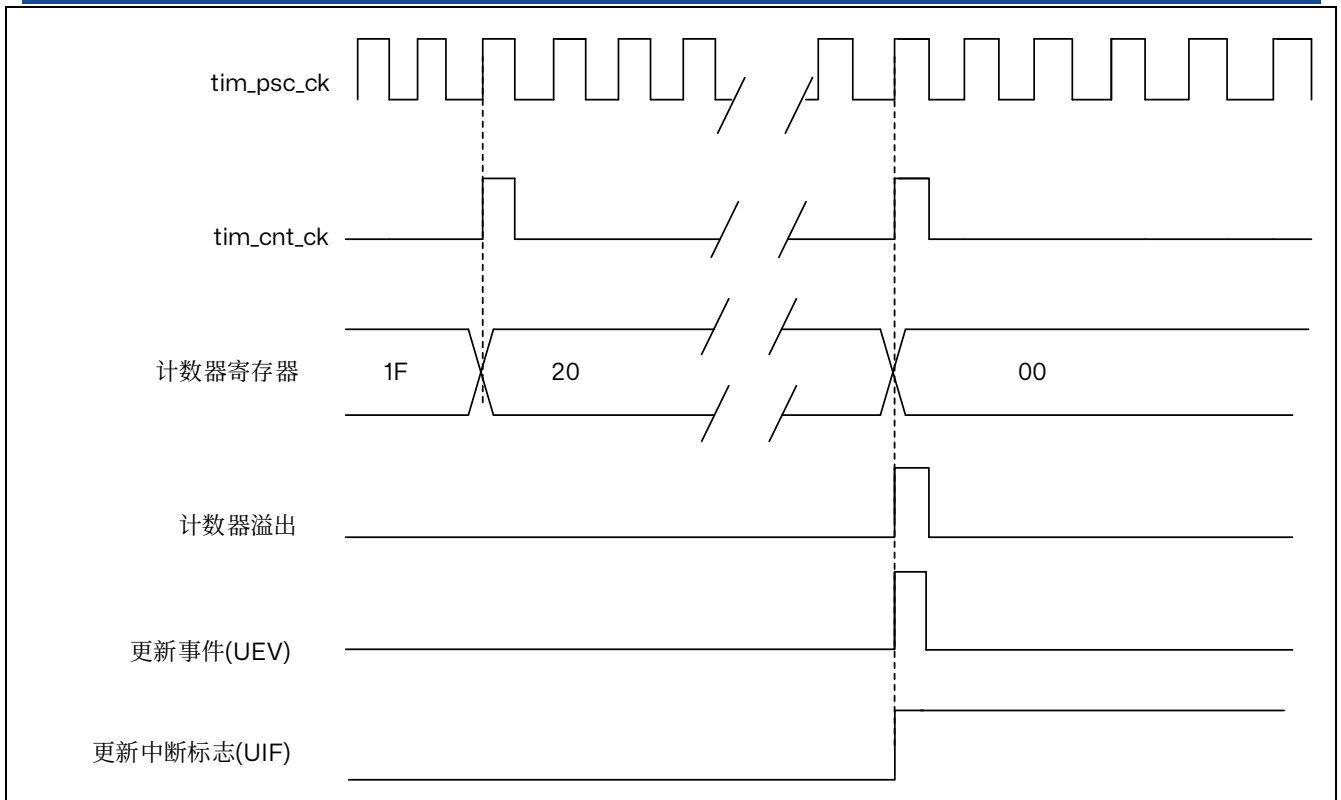 tim_psc_ck
tim_cnt_ck
计数器寄存器 1F 20 00
计数器溢出
更新事件(UEV)
更新中断标志(UIF)